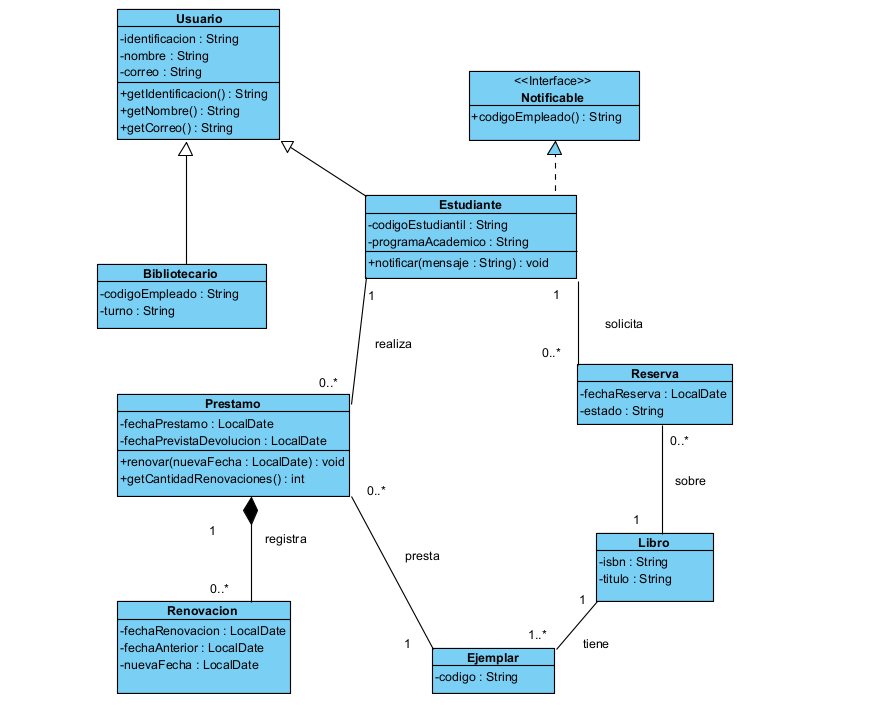 Usuario
-identificacion : String
-nombre : String
-correo : String
+getIdentificacion() : String
+getNombre() : String
+getCorreo() : String
<<Interface>>
Notificable
+codigoEmpleado() : String
Estudiante
-codigoEstudiantil : String
-programaAcademico : String
+notificar(mensaje : String) : void
Bibliotecario
-codigoEmpleado : String
-turno : String
1
1
realiza
solicita
0..*
0..*
Reserva
-fechaReserva : LocalDate
-estado : String
Prestamo
-fechaPrestamo : LocalDate
-fechaPrevistaDevolucion : LocalDate
+renovar(nuevaFecha : LocalDate) : void
+getCantidadRenovaciones() : int
0..*
sobre
1
0..*
1
registra
0..*
presta
Libro
-isbn : String
-titulo : String
Renovacion
-fechaRenovacion : LocalDate
-fechaAnterior : LocalDate
-nuevaFecha : LocalDate
1
1..*
tiene
1
Ejemplar
-codigo : String